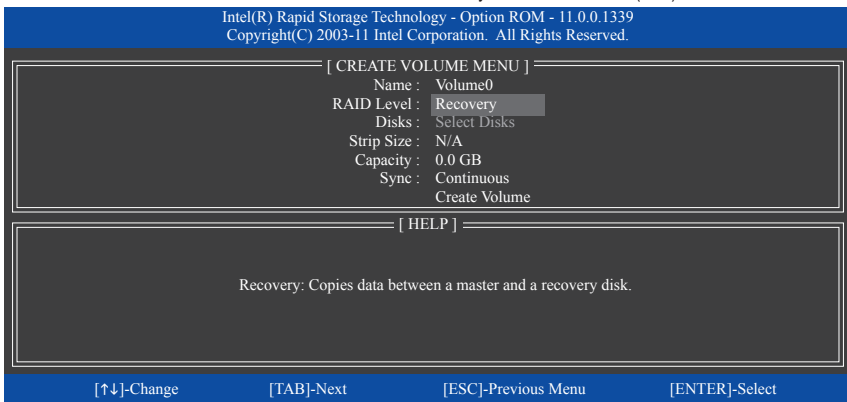 Intel(R) Rapid Storage Technology - Option ROM - 11.0.0.1339
Copyright(C) 2003-11 Intel Corporation. All Rights Reserved.
[ CREATE VOLUME MENU ]
Name : Volume0
RAID Level : Recovery
Disks : Select Disks
Strip Size : N/A
Capacity : 0.0 GB
Sync : Continuous
Create Volume
[ HELP ]
Recovery: Copies data between a master and a recovery disk.
[↑↓]-Change [TAB]-Next [ESC]-Previous Menu [ENTER]-Select